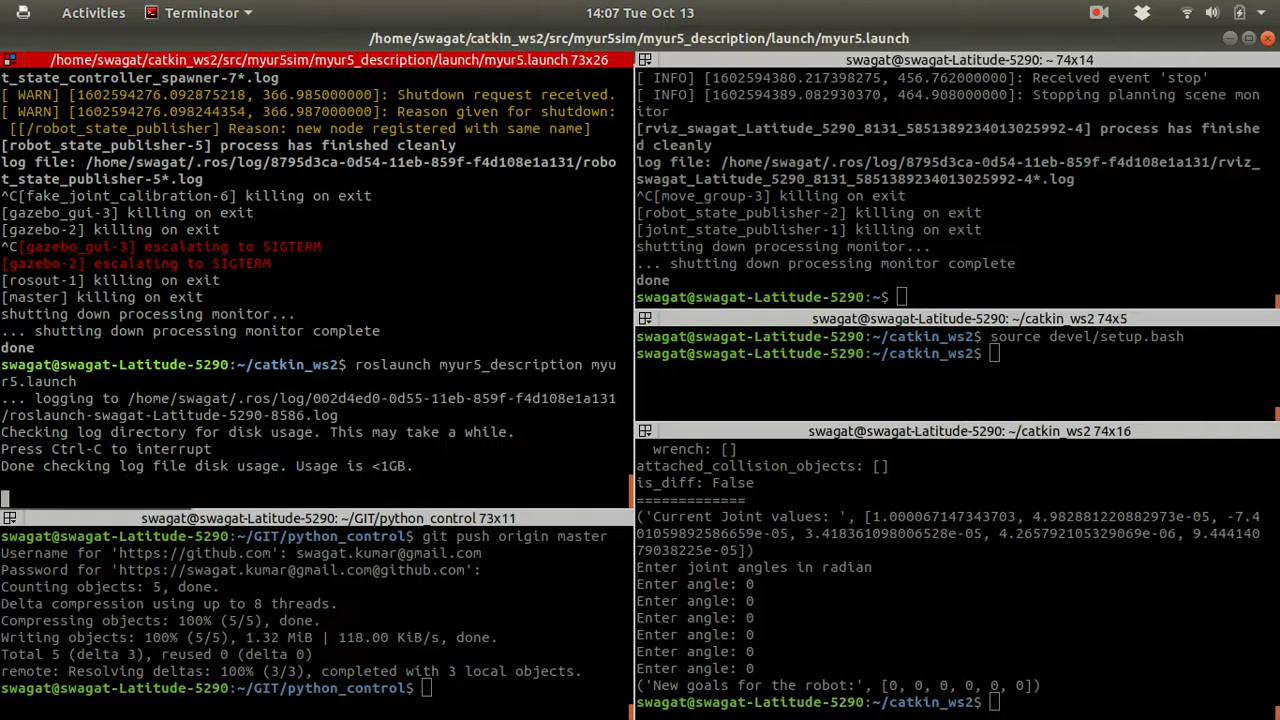 Activities
Terminator
14:07 Tue Oct 13
/home/swagat/catkin_ws2/src/myur5sim/myur5_description/launch/myur5.launch
/home/swagat/catkin_ws2/src/myur5sim/myur5_description/launch/myur5.launch 73x26
t_state_controller_spawner-7*.log
[ WARN] [1602594276.092875218, 366.985000000]: Shutdown request received.
[ WARN] [1602594276.098244354, 366.987000000]: Reason given for shutdown:
[[/robot_state_publisher] Reason: new node registered with same name]
[robot_state_publisher-5] process has finished cleanly
log file: /home/swagat/.ros/log/8795d3ca-0d54-11eb-859f-f4d108e1a131/robo
t_state_publisher-5*.log
^C[fake_joint_calibration-6] killing on exit
[gazebo_gui-3] killing on exit
[gazebo-2] killing on exit
^C[gazebo_gui-3] escalating to SIGTERM
[gazebo-2] escalating to SIGTERM
[rosout-1] killing on exit
[master] killing on exit
shutting down processing monitor...
... shutting down processing monitor complete
done
swagat@swagat-Latitude-5290:~/catkin_ws2$ roslaunch myur5_description myu
r5.launch
... logging to /home/swagat/.ros/log/002d4ed0-0d55-11eb-859f-f4d108e1a131
/roslaunch-swagat-Latitude-5290-8586.log
Checking log directory for disk usage. This may take a while.
Press Ctrl-C to interrupt
Done checking log file disk usage. Usage is <1GB.
swagat@swagat-Latitude-5290: ~/GIT/python_control 73x11
swagat@swagat-Latitude-5290:~/GIT/python_control$ git push origin master
Username for 'https://github.com': swagat.kumar@gmail.com
Password for 'https://swagat.kumar@gmail.com@github.com':
Counting objects: 5, done.
Delta compression using up to 8 threads.
Compressing objects: 100% (5/5), done.
Writing objects: 100% (5/5), 1.32 MiB | 118.00 KiB/s, done.
Total 5 (delta 3), reused 0 (delta 0)
remote: Resolving deltas: 100% (3/3), completed with 3 local objects.
swagat@swagat-Latitude-5290:~/GIT/python_control$
swagat@swagat-Latitude-5290: ~ 74x14
[ INFO] [1602594380.217398275, 456.762000000]: Received event 'stop'
[ INFO] [1602594389.082930370, 464.908000000]: Stopping planning scene mon
itor
[rviz_swagat_Latitude_5290_8131_5851389234013025992-4] process has finishe
d cleanly
log file: /home/swagat/.ros/log/8795d3ca-0d54-11eb-859f-f4d108e1a131/rviz_
swagat_Latitude_5290_8131_5851389234013025992-4*.log
^C[move_group-3] killing on exit
[robot_state_publisher-2] killing on exit
[joint_state_publisher-1] killing on exit
shutting down processing monitor...
... shutting down processing monitor complete
done
swagat@swagat-Latitude-5290:~$
swagat@swagat-Latitude-5290: ~/catkin_ws2 74x5
swagat@swagat-Latitude-5290:~/catkin_ws2$ source devel/setup.bash
swagat@swagat-Latitude-5290:~/catkin_ws2$
swagat@swagat-Latitude-5290: ~/catkin_ws2 74x16
wrench: []
attached_collision_objects: []
is_diff: False
=============
('Current Joint values: ', [1.000067147343703, 4.982881220882973e-05, -7.4
01059892586659e-05, 3.418361098006528e-05, 4.265792105329069e-06, 9.444140
79038225e-05])
Enter joint angles in radian
Enter angle: 0
Enter angle: 0
Enter angle: 0
Enter angle: 0
Enter angle: 0
Enter angle: 0
('New goals for the robot:', [0, 0, 0, 0, 0, 0])
swagat@swagat-Latitude-5290:~/catkin_ws2$